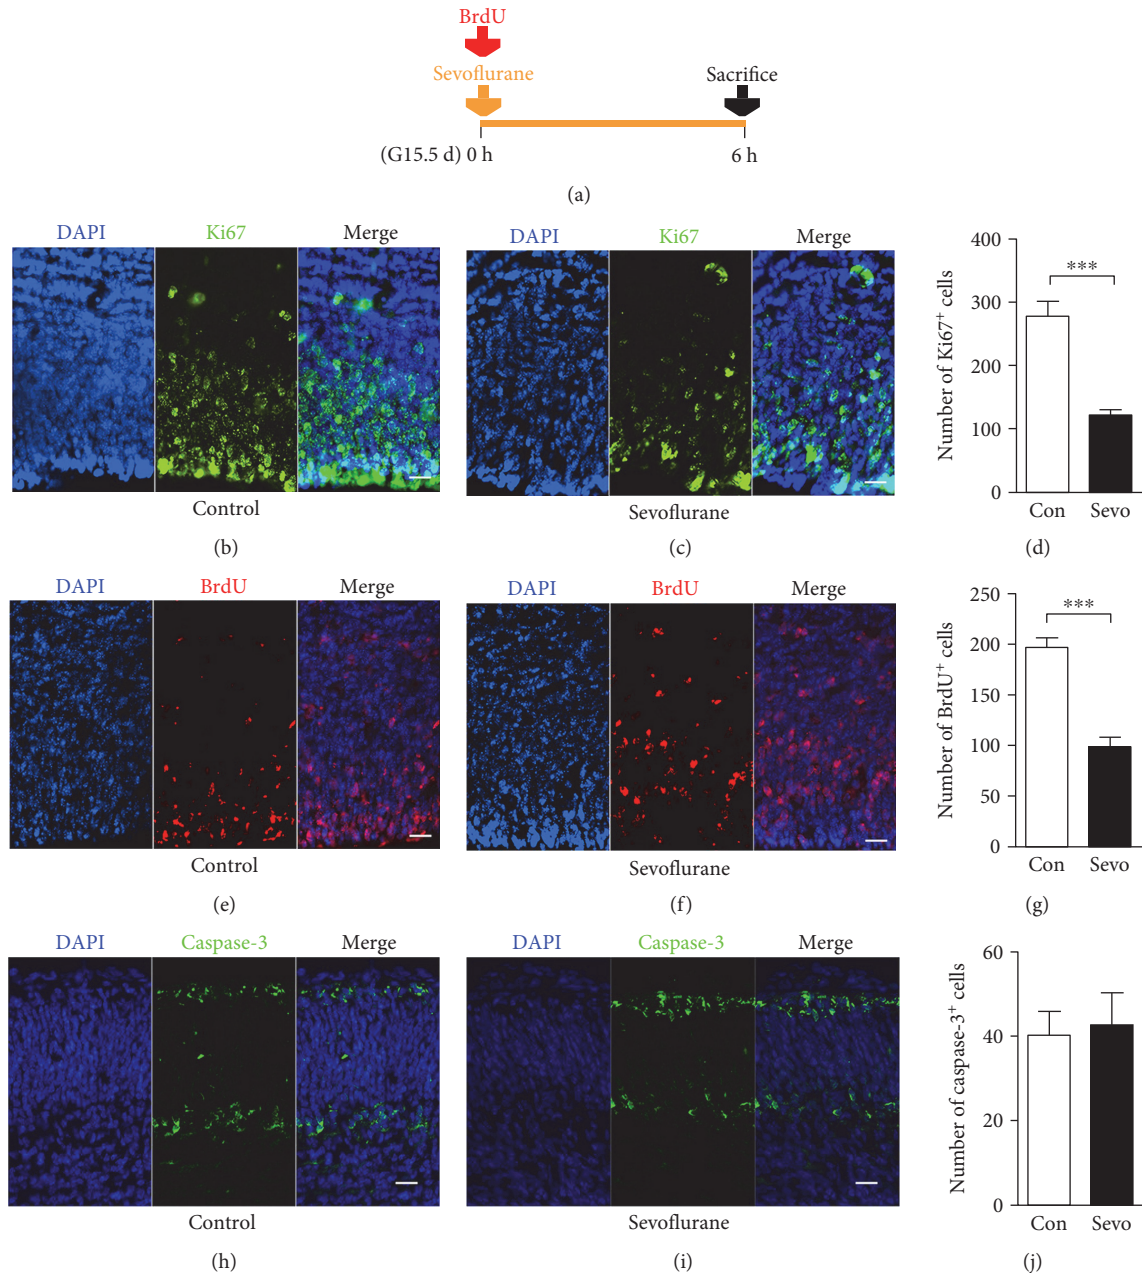 BrdU
Sevoflurane
Sacrifice
(G15.5 d) 0 h
6 h
(a)
DAPI Ki67 Merge
Control
(b)
DAPI Ki67 Merge
Sevoflurane
(c)
Number of Ki67+ cells
400
300
200
100
0
***
Con Sevo
(d)
DAPI BrdU Merge
Control
(e)
DAPI BrdU Merge
Sevoflurane
(f)
Number of BrdU+ cells
250
200
150
100
50
0
***
Con Sevo
(g)
DAPI Caspase-3 Merge
Control
(h)
DAPI Caspase-3 Merge
Sevoflurane
(i)
Number of caspase-3+ cells
60
40
20
0
Con Sevo
(j)